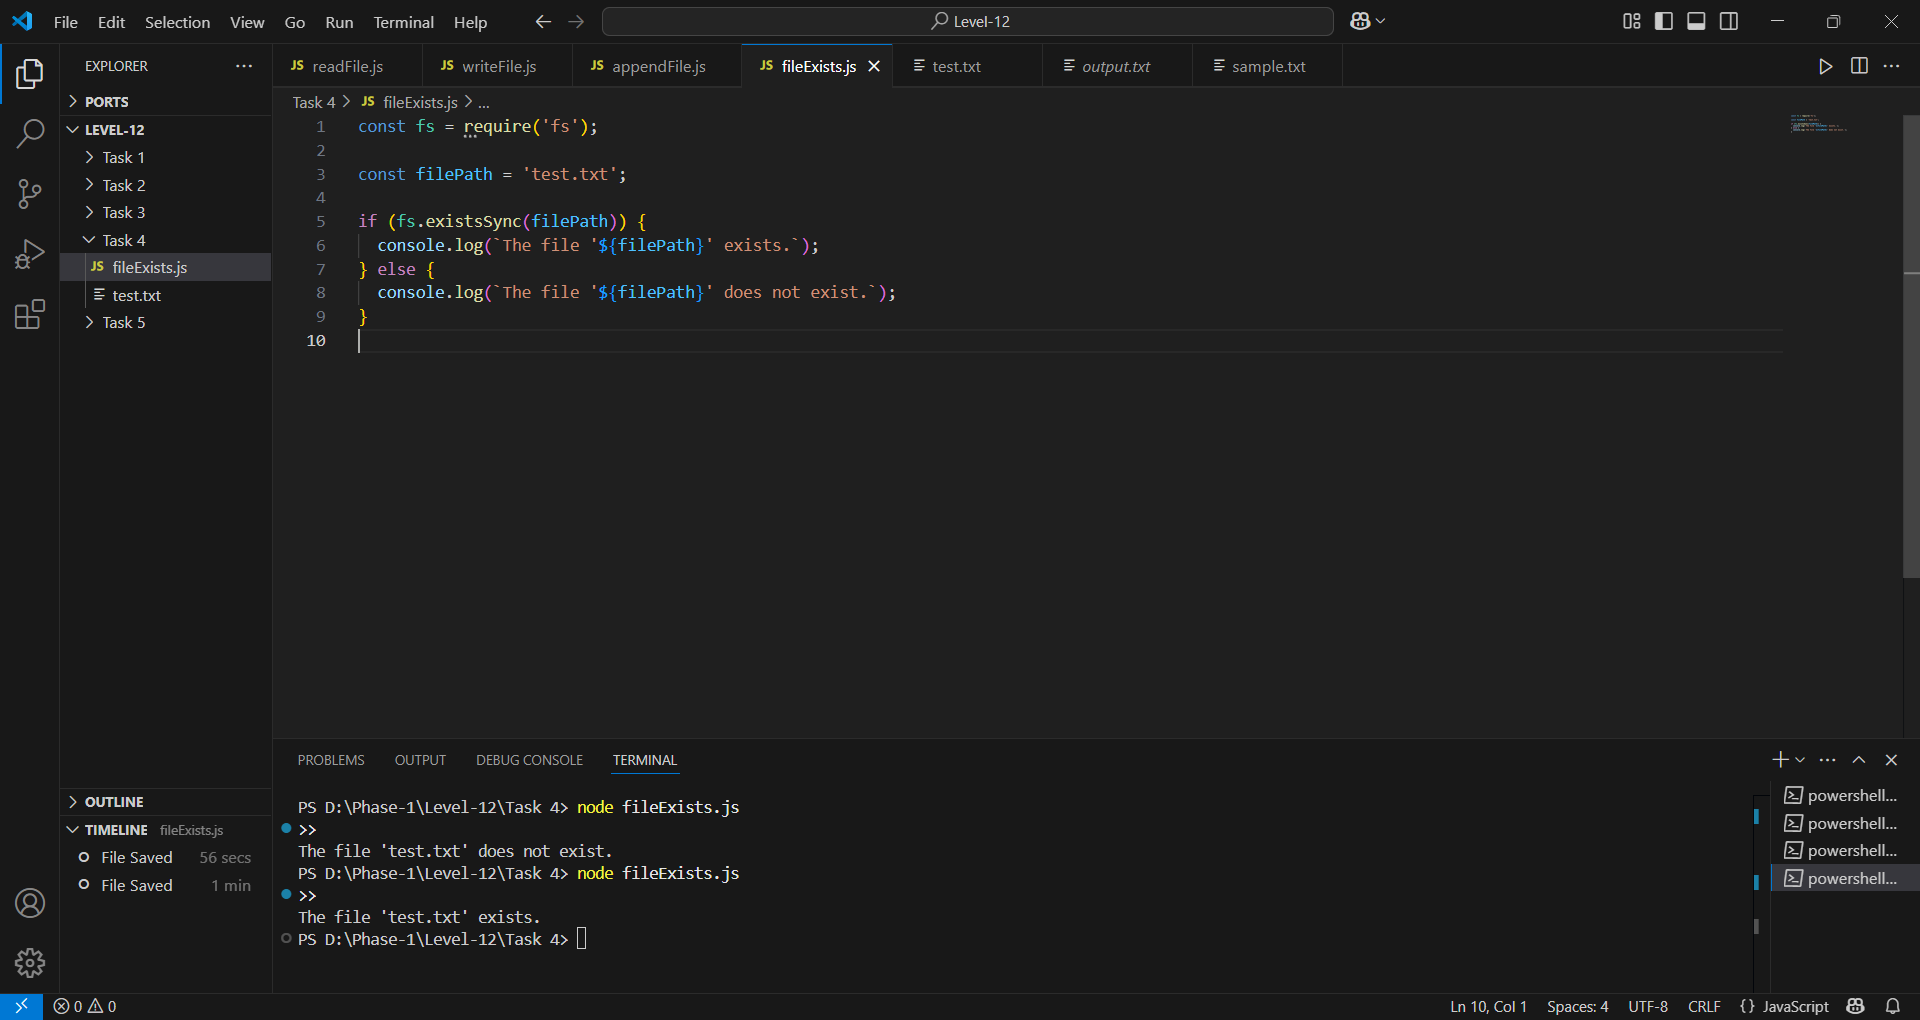 File Edit Selection View Go Run Terminal Help
Level-12
EXPLORER
PORTS
LEVEL-12
Task 1
Task 2
Task 3
Task 4
JS fileExists.js
test.txt
Task 5
OUTLINE
TIMELINE fileExists.js
File Saved 56 secs
File Saved 1 min
JS readFile.js JS writeFile.js JS appendFile.js JS fileExists.js test.txt output.txt sample.txt
Task 4 > JS fileExists.js > ...
1 const fs = require('fs');
2
3 const filePath = 'test.txt';
4
5 if (fs.existsSync(filePath)) {
6 console.log(`The file '${filePath}' exists.`);
7 } else {
8 console.log(`The file '${filePath}' does not exist.`);
9 }
10
PROBLEMS OUTPUT DEBUG CONSOLE TERMINAL
PS D:\Phase-1\Level-12\Task 4> node fileExists.js
>>
The file 'test.txt' does not exist.
PS D:\Phase-1\Level-12\Task 4> node fileExists.js
>>
The file 'test.txt' exists.
PS D:\Phase-1\Level-12\Task 4>
powershell...
powershell...
powershell...
powershell...
0 0
Ln 10, Col 1 Spaces: 4 UTF-8 CRLF {} JavaScript